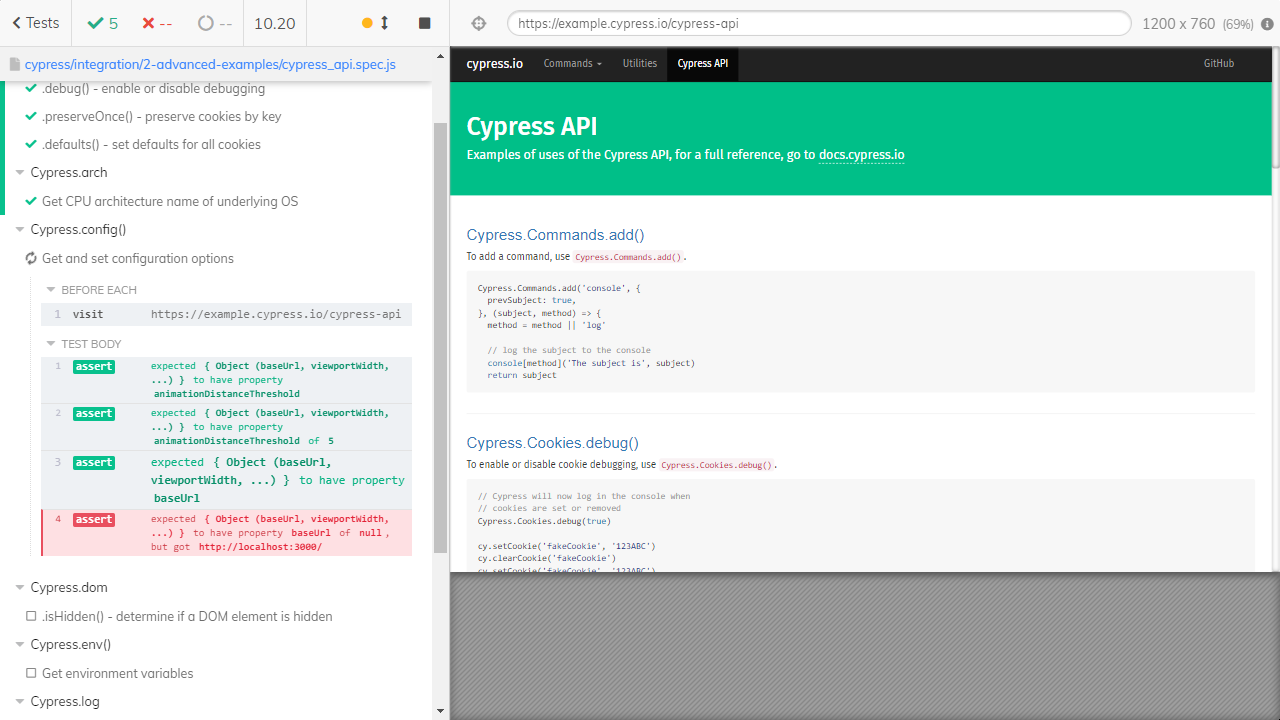 Tests
5
--
--
10.20
https://example.cypress.io/cypress-api
1200 x 760 (69%)
cypress/integration/2-advanced-examples/cypress_api.spec.js
.debug() - enable or disable debugging
.preserveOnce() - preserve cookies by key
.defaults() - set defaults for all cookies
Cypress.arch
Get CPU architecture name of underlying OS
Cypress.config()
Get and set configuration options
BEFORE EACH
1 visit https://example.cypress.io/cypress-api
TEST BODY
1 assert expected { Object (baseUrl, viewportWidth,
...) } to have property
animationDistanceThreshold
2 assert expected { Object (baseUrl, viewportWidth,
...) } to have property
animationDistanceThreshold of 5
3 assert expected { Object (baseUrl,
viewportWidth, ...) } to have property
baseUrl
4 assert expected { Object (baseUrl, viewportWidth,
...) } to have property baseUrl of null,
but got http://localhost:3000/
Cypress.dom
.isHidden() - determine if a DOM element is hidden
Cypress.env()
Get environment variables
Cypress.log
cypress.io
Commands
Utilities
Cypress API
GitHub
Cypress API
Examples of uses of the Cypress API, for a full reference, go to docs.cypress.io
Cypress.Commands.add()
To add a command, use Cypress.Commands.add().
Cypress.Commands.add('console', {
prevSubject: true,
}, (subject, method) => {
method = method || 'log'
// log the subject to the console
console[method]('The subject is', subject)
return subject
Cypress.Cookies.debug()
To enable or disable cookie debugging, use Cypress.Cookies.debug().
// Cypress will now log in the console when
// cookies are set or removed
Cypress.Cookies.debug(true)
cy.setCookie('fakeCookie', '123ABC')
cy.clearCookie('fakeCookie')
cy.setCookie('fakeCookie', '123ABC')